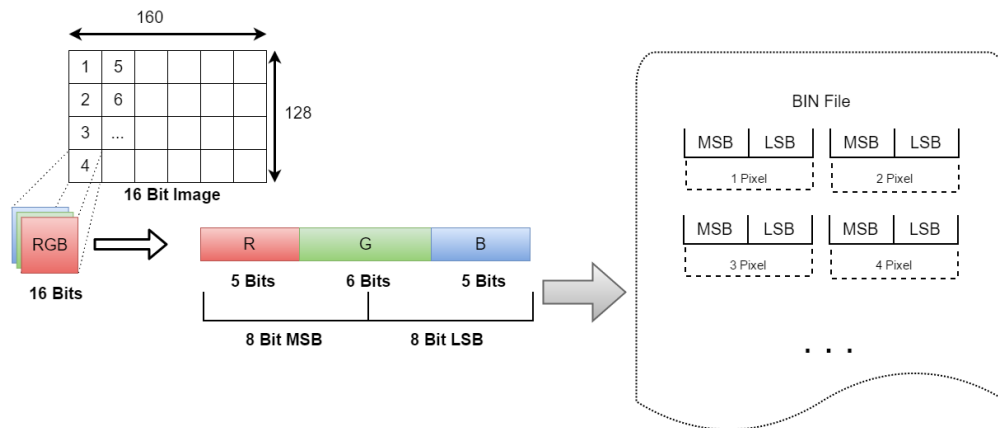 160
1 5
2 6
3 ...
4
128
16 Bit Image
RGB
16 Bits
R G B
5 Bits 6 Bits 5 Bits
8 Bit MSB 8 Bit LSB
BIN File
MSB LSB MSB LSB
1 Pixel 2 Pixel
MSB LSB MSB LSB
3 Pixel 4 Pixel
. . .